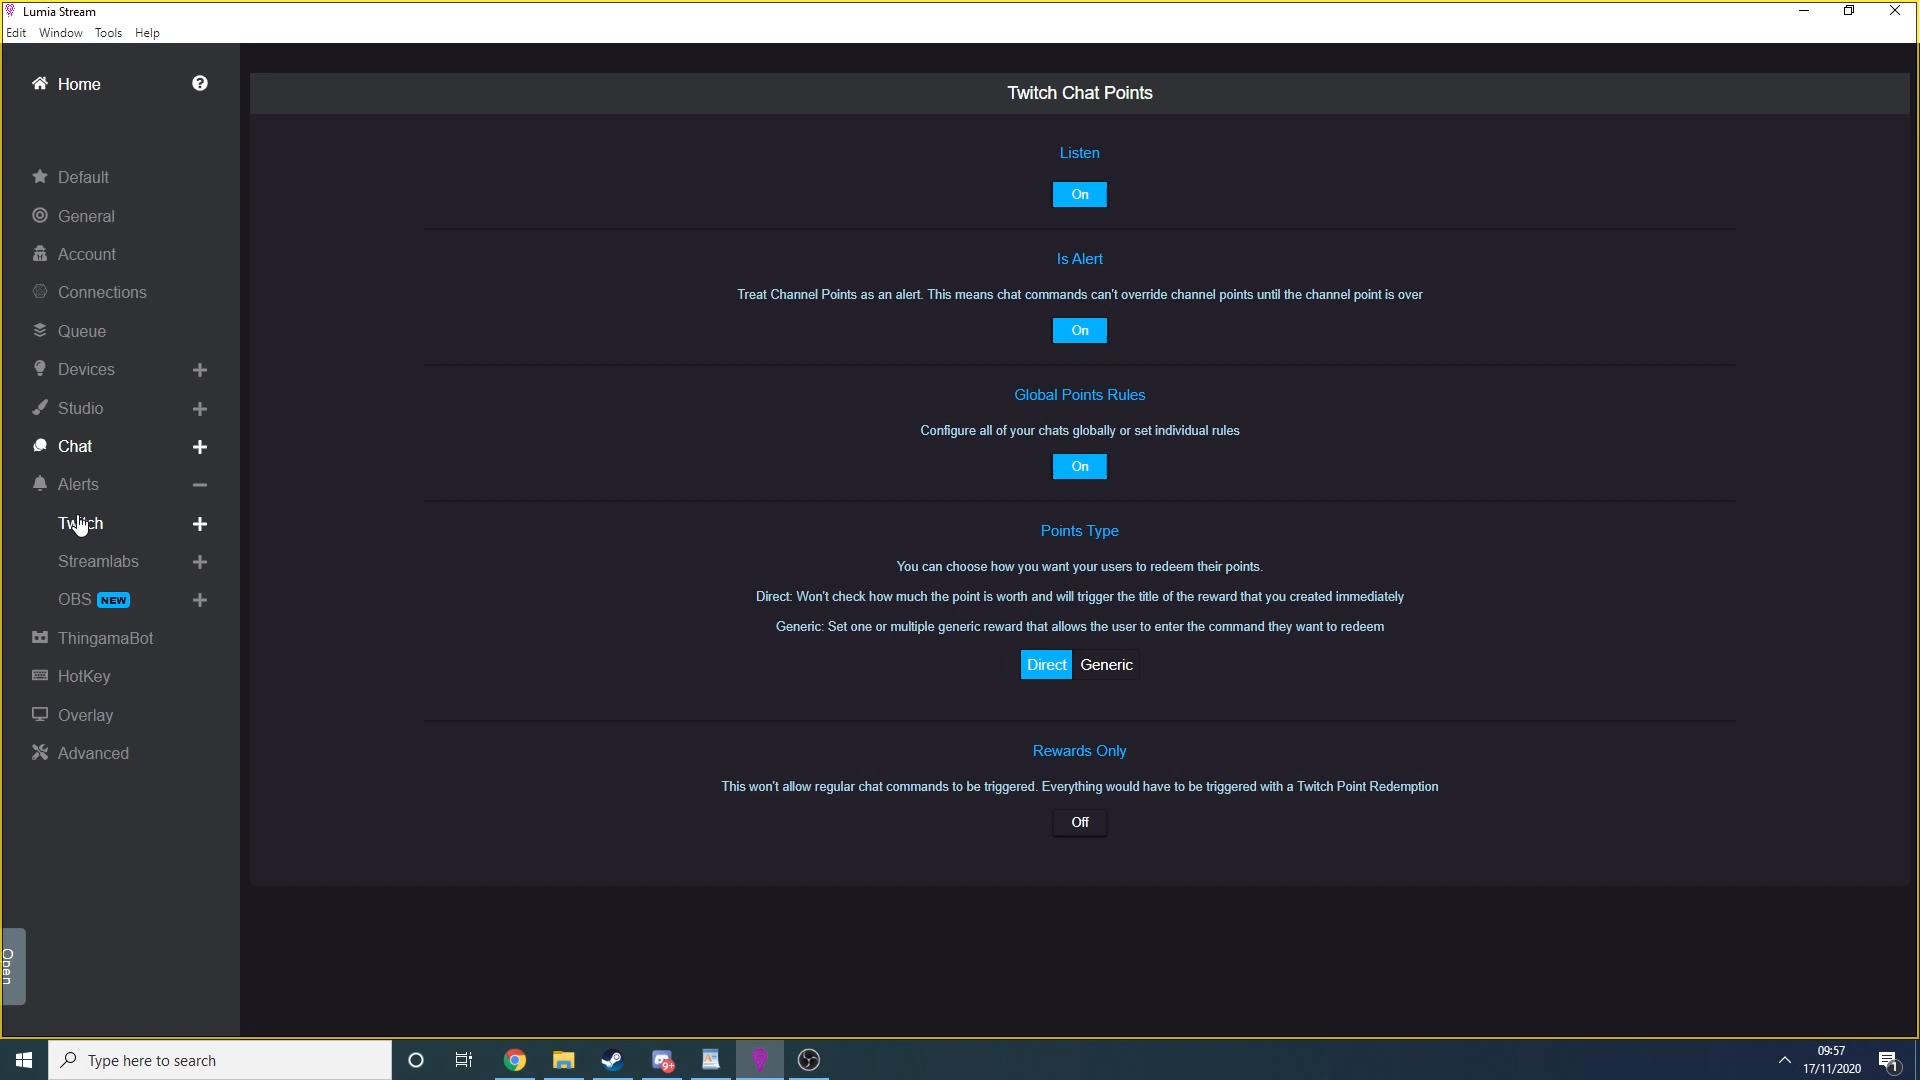 Lumia Stream
Edit Window Tools Help
Home
Default
General
Account
Connections
Queue
Devices
Studio
Chat
Alerts
Twitch
Streamlabs
OBS NEW
ThingamaBot
HotKey
Overlay
Advanced
Open
Twitch Chat Points
Listen
On
Is Alert
Treat Channel Points as an alert. This means chat commands can't override channel points until the channel point is over
On
Global Points Rules
Configure all of your chats globally or set individual rules
On
Points Type
You can choose how you want your users to redeem their points.
Direct: Won't check how much the point is worth and will trigger the title of the reward that you created immediately
Generic: Set one or multiple generic reward that allows the user to enter the command they want to redeem
Direct Generic
Rewards Only
This won't allow regular chat commands to be triggered. Everything would have to be triggered with a Twitch Point Redemption
Off
Type here to search
09:57
17/11/2020
1